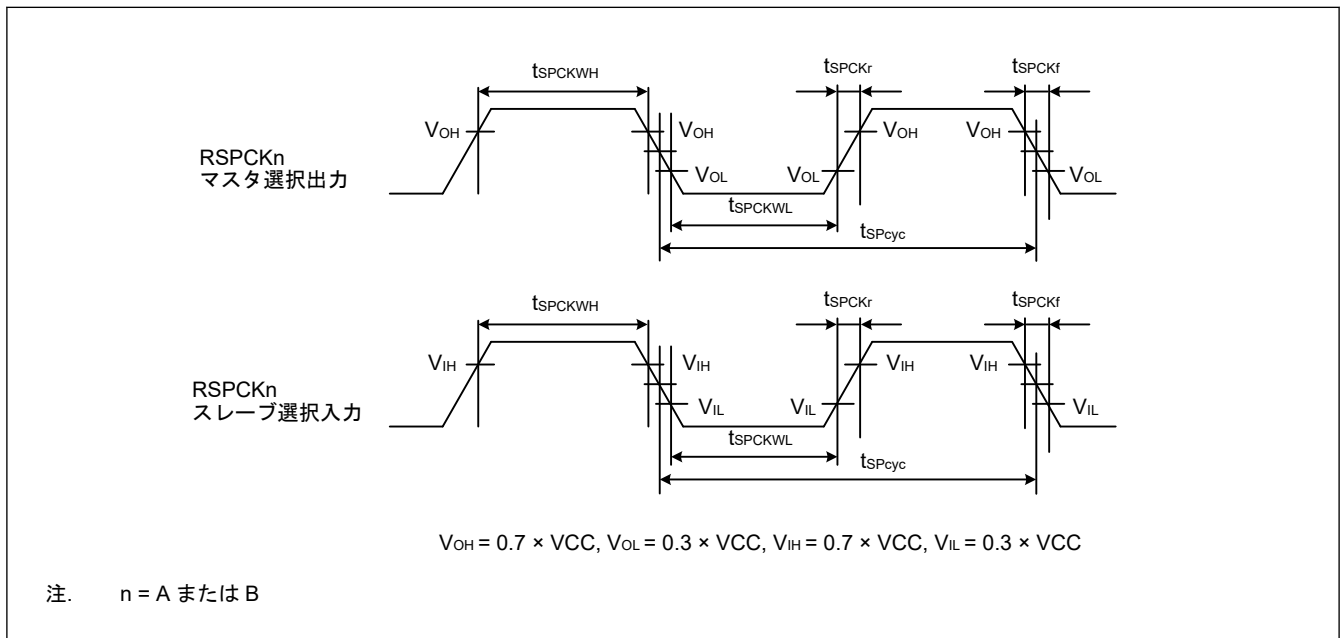 tSPCKWH
tSPCKr
tSPCKf
VOH
VOH
VOH
VOH
RSPCKn
マスタ選択出力
VOL
VOL
VOL
tSPCKWL
tSPcyc
tSPCKWH
tSPCKr
tSPCKf
VIH
VIH
VIH
VIH
RSPCKn
スレーブ選択入力
VIL
VIL
VIL
tSPCKWL
tSPcyc
VOH = 0.7 × VCC, VOL = 0.3 × VCC, VIH = 0.7 × VCC, VIL = 0.3 × VCC
注. n = A または B